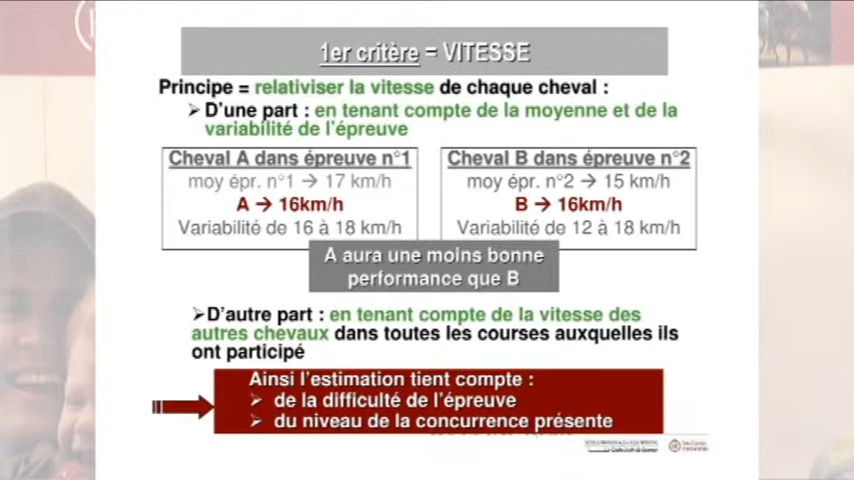 1er critère = VITESSE
Principe = relativiser la vitesse de chaque cheval :
➢ D'une part : en tenant compte de la moyenne et de la
variabilité de l'épreuve
Cheval A dans épreuve n°1
moy épr. n°1 → 17 km/h
A → 16km/h
Variabilité de 16 à 18 km/h
Cheval B dans épreuve n°2
moy épr. n°2 → 15 km/h
B → 16km/h
Variabilité de 12 à 18 km/h
A aura une moins bonne
performance que B
➢D'autre part : en tenant compte de la vitesse des
autres chevaux dans toutes les courses auxquelles ils
ont participé
Ainsi l'estimation tient compte :
➢ de la difficulté de l'épreuve
➢ du niveau de la concurrence présente